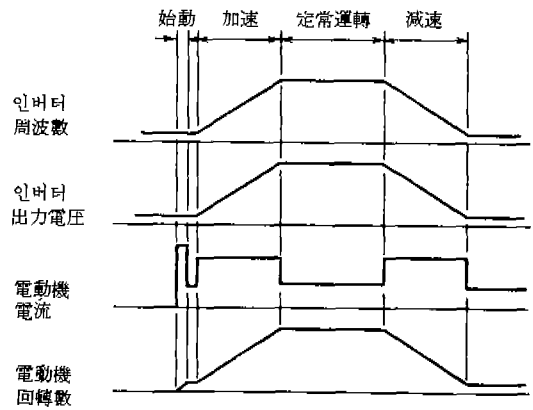 始動 加速 定常運轉 減速
인버터
周波數
인버터
出力電圧
電動機
電流
電動機
回轉數